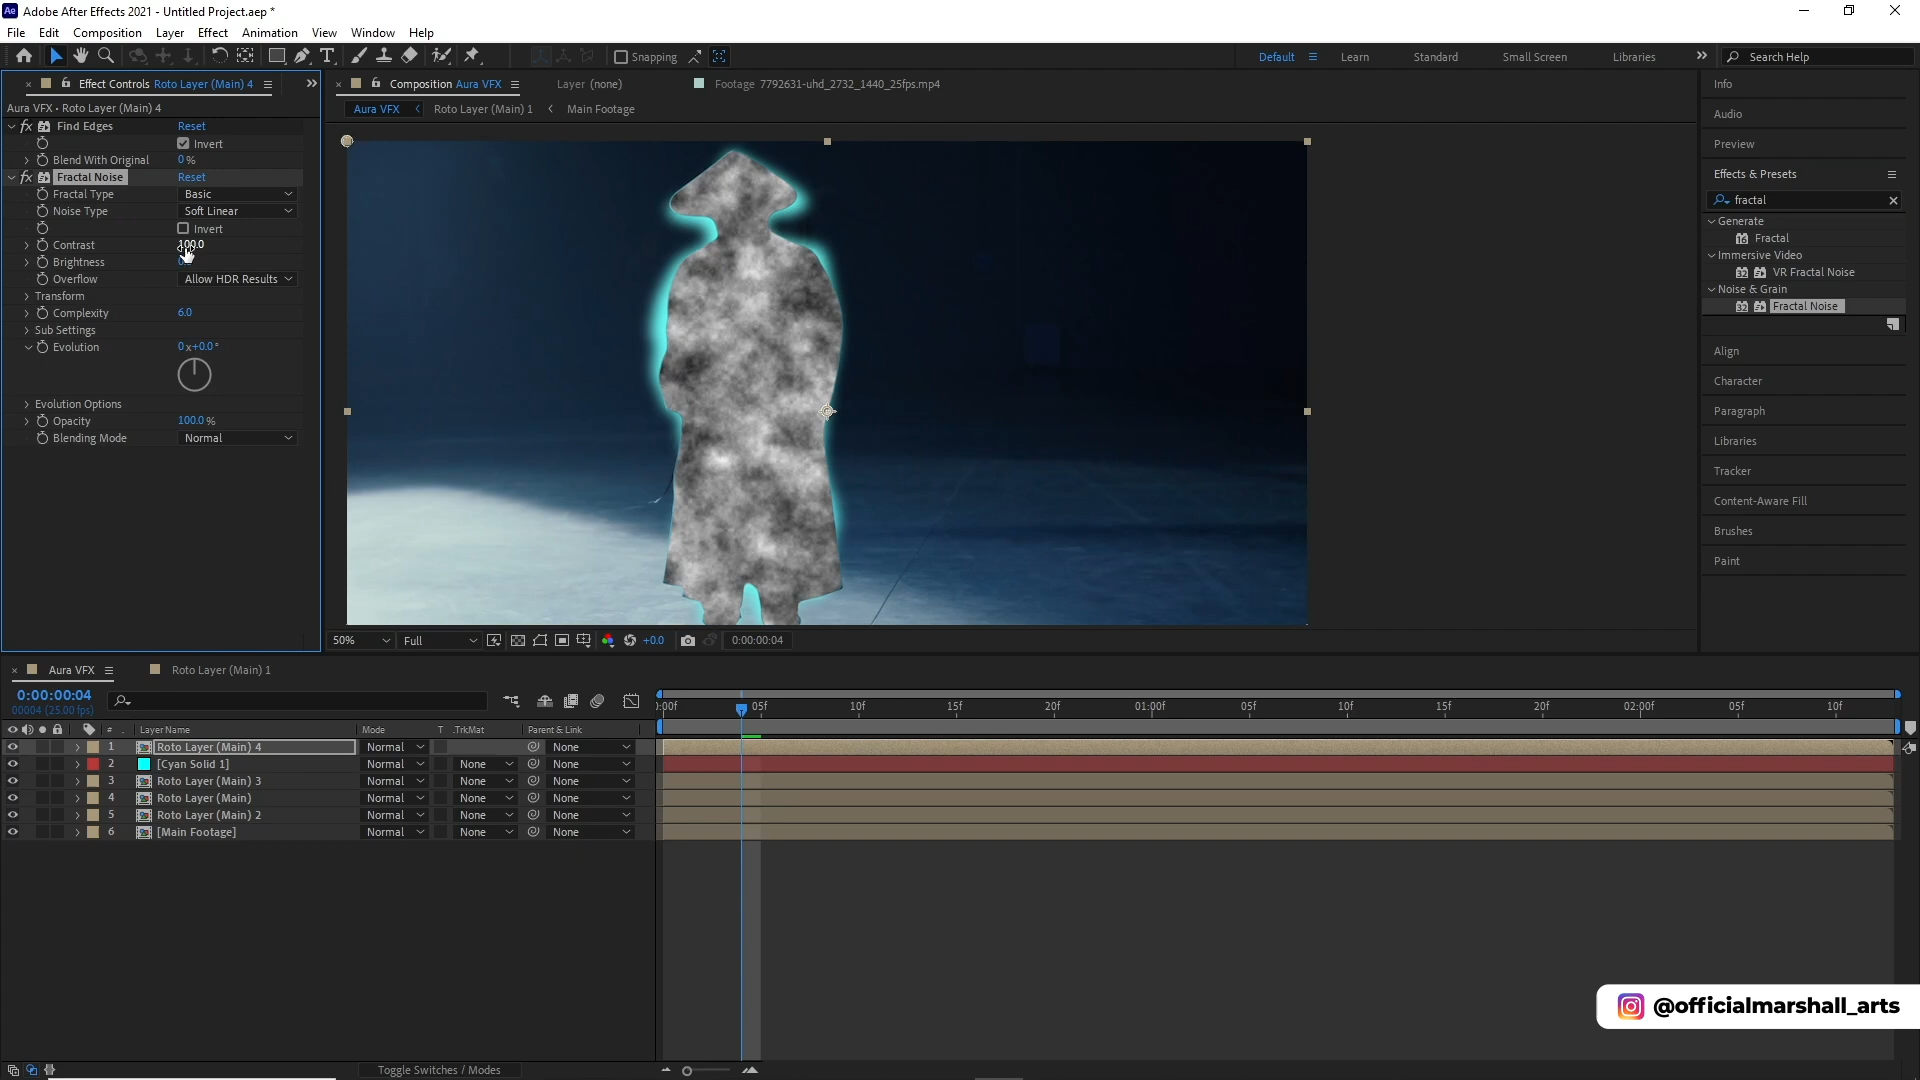 Adobe After Effects 2021 - Untitled Project.aep *
File Edit Composition Layer Effect Animation View Window Help
Snapping
Default Learn Standard Small Screen Libraries Search Help
Effect Controls Roto Layer (Main) 4
Composition Aura VFX
Layer (none)
Footage 7792631-uhd_2732_1440_25fps.mp4
Aura VFX • Roto Layer (Main) 4
Aura VFX Roto Layer (Main) 1 Main Footage
Find Edges Reset
Invert
Blend With Original 0 %
Fractal Noise Reset
Fractal Type Basic
Noise Type Soft Linear
Invert
Contrast 100.0
Brightness
Overflow Allow HDR Results
Transform
Complexity 6.0
Sub Settings
Evolution 0 x+0.0 °
Evolution Options
Opacity 100.0 %
Blending Mode Normal
Info
Audio
Preview
Effects & Presets
fractal
Generate
Fractal
Immersive Video
VR Fractal Noise
Noise & Grain
Fractal Noise
Align
Character
Paragraph
Libraries
Tracker
Content-Aware Fill
Brushes
Paint
50% Full +0.0 0:00:00:04
Aura VFX Roto Layer (Main) 1
0:00:00:04
00004 (25.00 fps)
:00f 05f 10f 15f 20f 01:00f 05f 10f 15f 20f 02:00f 05f 10f
# Layer Name Mode T .TrkMat Parent & Link
1 Roto Layer (Main) 4 Normal None
2 [Cyan Solid 1] Normal None None
3 Roto Layer (Main) 3 Normal None None
4 Roto Layer (Main) Normal None None
5 Roto Layer (Main) 2 Normal None None
6 [Main Footage] Normal None None
@officialmarshall_arts
Toggle Switches / Modes